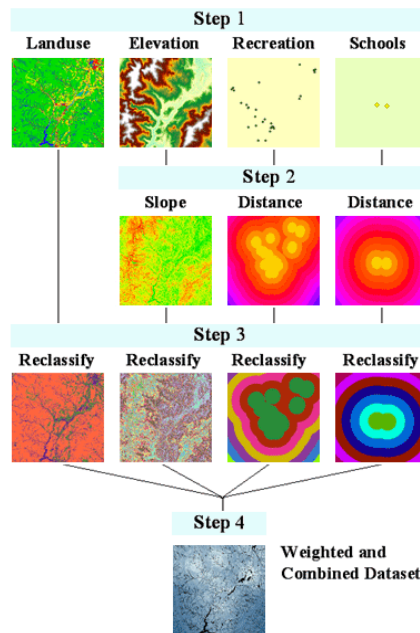 Step 1
Landuse Elevation Recreation Schools
Step 2
Slope Distance Distance
Step 3
Reclassify Reclassify Reclassify Reclassify
Step 4
Weighted and
Combined Dataset